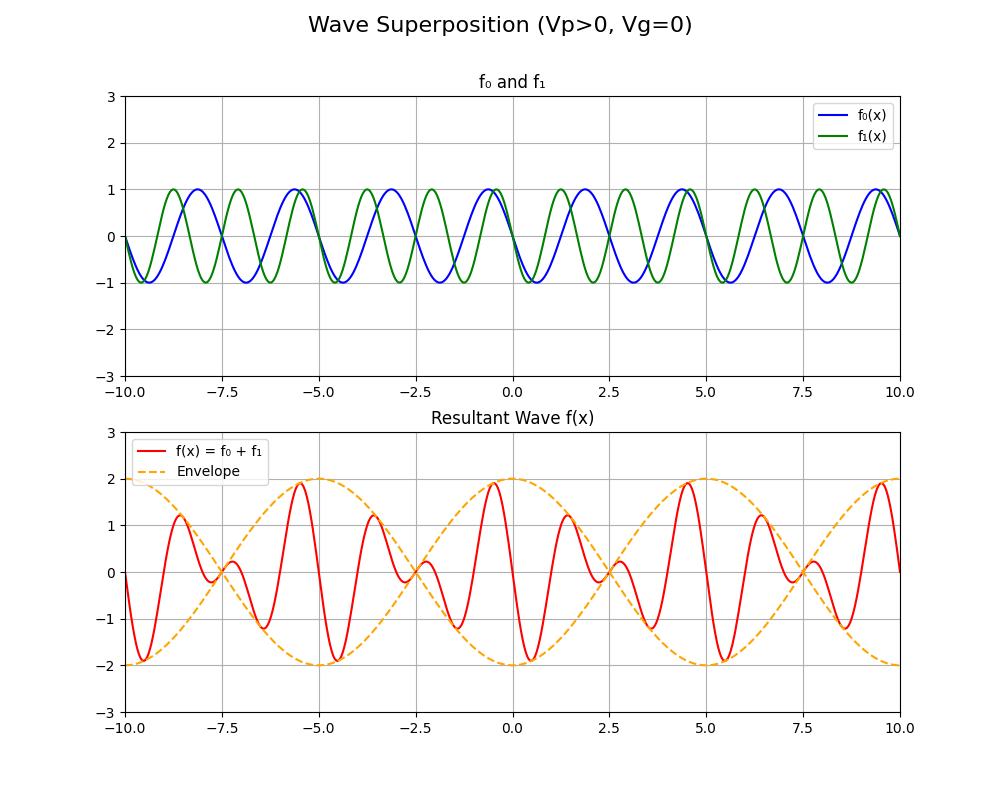 Wave Superposition (Vp>0, Vg=0)
f₀ and f₁
3
2
1
0
−1
−2
−3
f₀(x)
f₁(x)
−10.0 −7.5 −5.0 −2.5 0.0 2.5 5.0 7.5 10.0
Resultant Wave f(x)
3
2
1
0
−1
−2
−3
f(x) = f₀ + f₁
Envelope
−10.0 −7.5 −5.0 −2.5 0.0 2.5 5.0 7.5 10.0